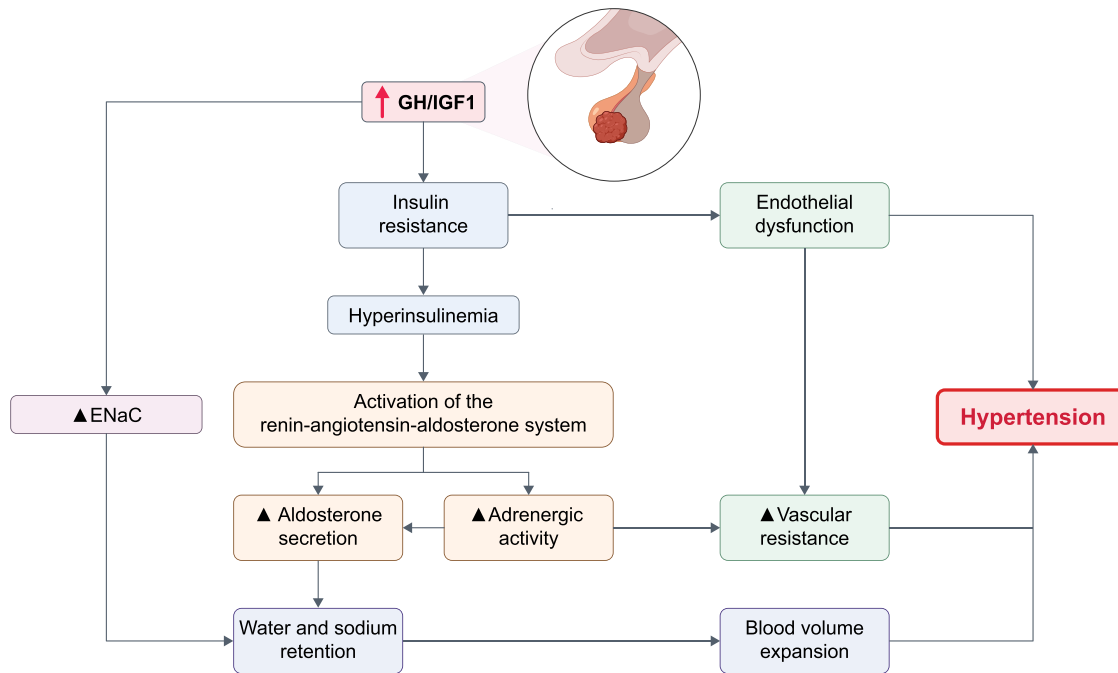 GH/IGF1
Insulin
resistance
Endothelial
dysfunction
Hyperinsulinemia
Activation of the
renin-angiotensin-aldosterone system
▲ENaC
Hypertension
▲ Aldosterone
secretion
▲Adrenergic
activity
▲Vascular
resistance
Water and sodium
retention
Blood volume
expansion